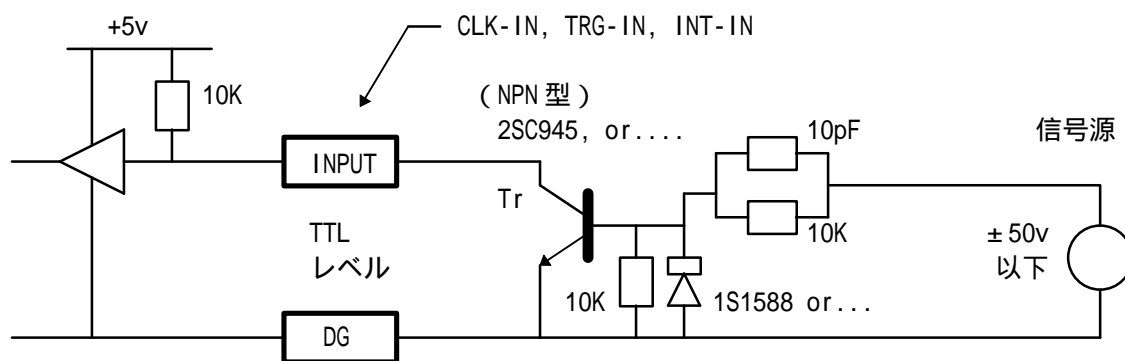 +5v
CLK-IN, TRG-IN, INT-IN
10K
(NPN型)
2SC945, or....
10pF
信号源
INPUT
Tr
10K
TTL
レベル
±50v
以下
10K
1S1588 or...
DG